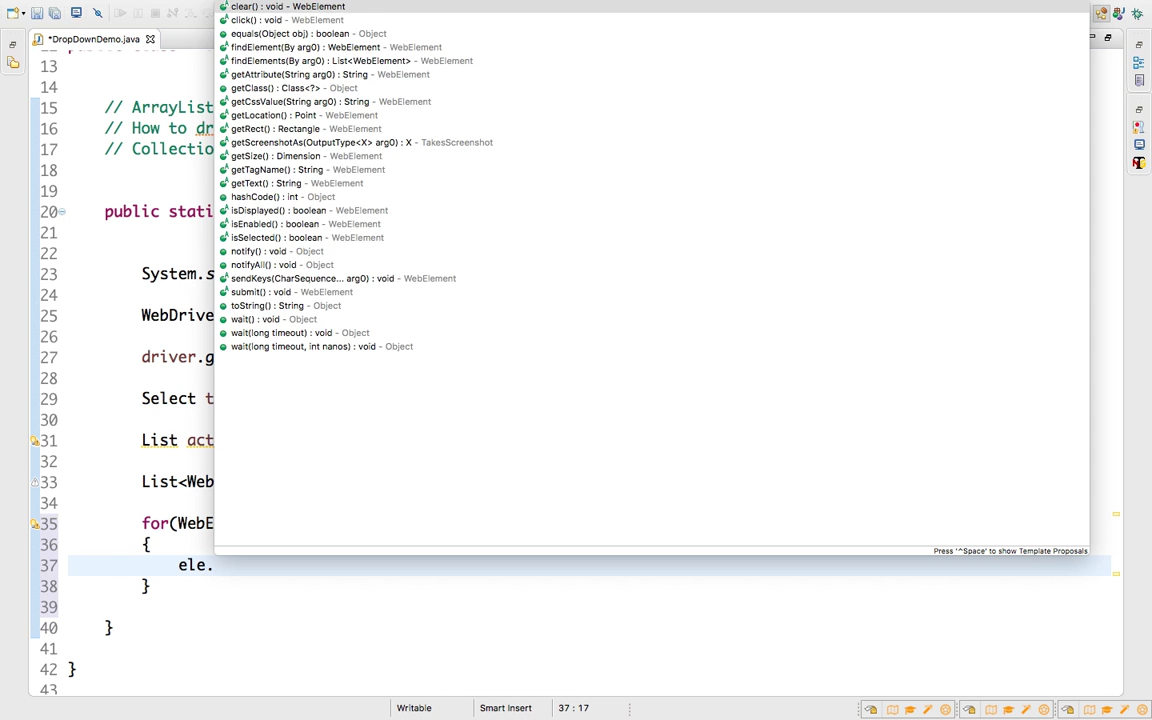 clear() : void - WebElement
click() : void - WebElement
*DropDownDemo.java
equals(Object obj) : boolean - Object
findElement(By arg0) : WebElement - WebElement
findElements(By arg0) : List<WebElement> - WebElement
getAttribute(String arg0) : String - WebElement
getClass() : Class<?> - Object
getCssValue(String arg0) : String - WebElement
getLocation() : Point - WebElement
getRect() : Rectangle - WebElement
getScreenshotAs(OutputType<X> arg0) : X - TakesScreenshot
getSize() : Dimension - WebElement
getTagName() : String - WebElement
getText() : String - WebElement
hashCode() : int - Object
isDisplayed() : boolean - WebElement
isEnabled() : boolean - WebElement
isSelected() : boolean - WebElement
notify() : void - Object
notifyAll() : void - Object
sendKeys(CharSequence... arg0) : void - WebElement
submit() : void - WebElement
toString() : String - Object
wait() : void - Object
wait(long timeout) : void - Object
wait(long timeout, int nanos) : void - Object
Press '^Space' to show Template Proposals
13
14
15 // ArrayList
16 // How to dr
17 // Collectio
18
19
20 public stati
21
22
23 System.s
24
25 WebDrive
26
27 driver.g
28
29 Select t
30
31 List act
32
33 List<Web
34
35 for(WebE
36 {
37 ele.
38 }
39
40 }
41
42 }
43
Writable
Smart Insert
37 : 17